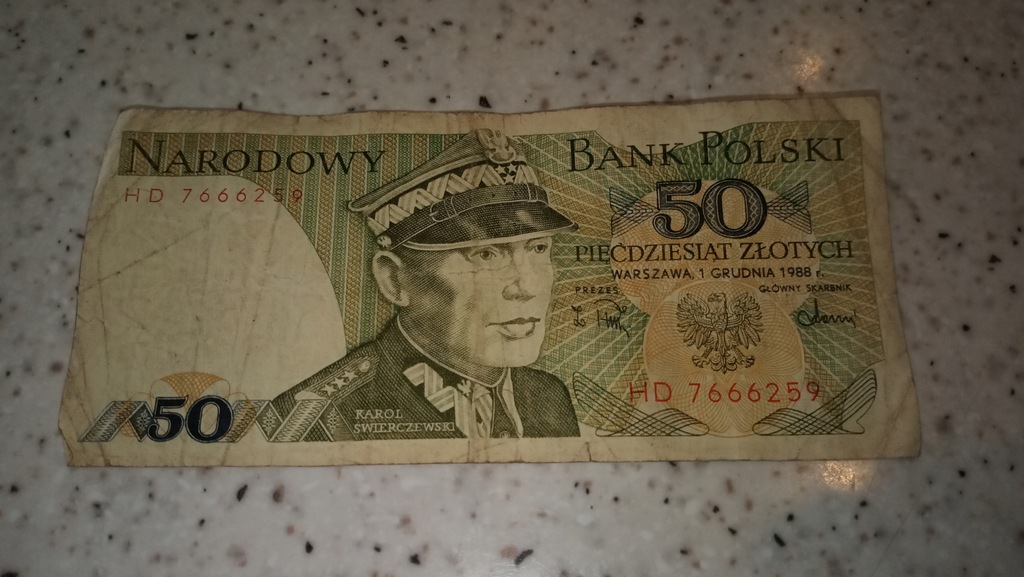 NARODOWY BANK POLSKI
HD 7666259
50
PIĘĆDZIESIĄT ZŁOTYCH
WARSZAWA, 1 GRUDNIA 1988 r.
PREZES GŁÓWNY SKARBNIK
HD 7666259
50
KAROL
ŚWIERCZEWSKI